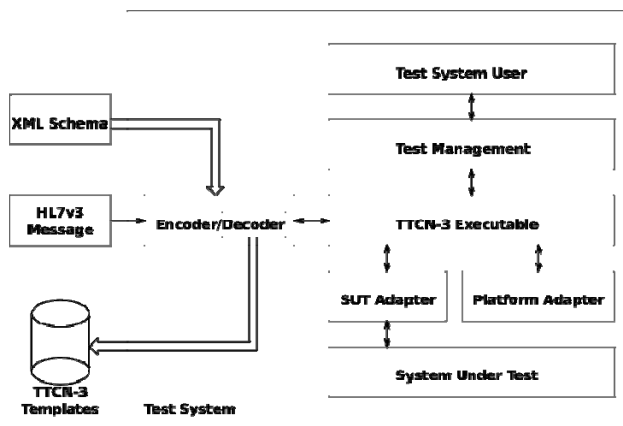 Test System User
XML Schema
Test Management
HL7v3
Message
Encoder/Decoder
TTCN-3 Executable
SUT Adapter
Platform Adapter
System Under Test
TTCN-3
Templates
Test System